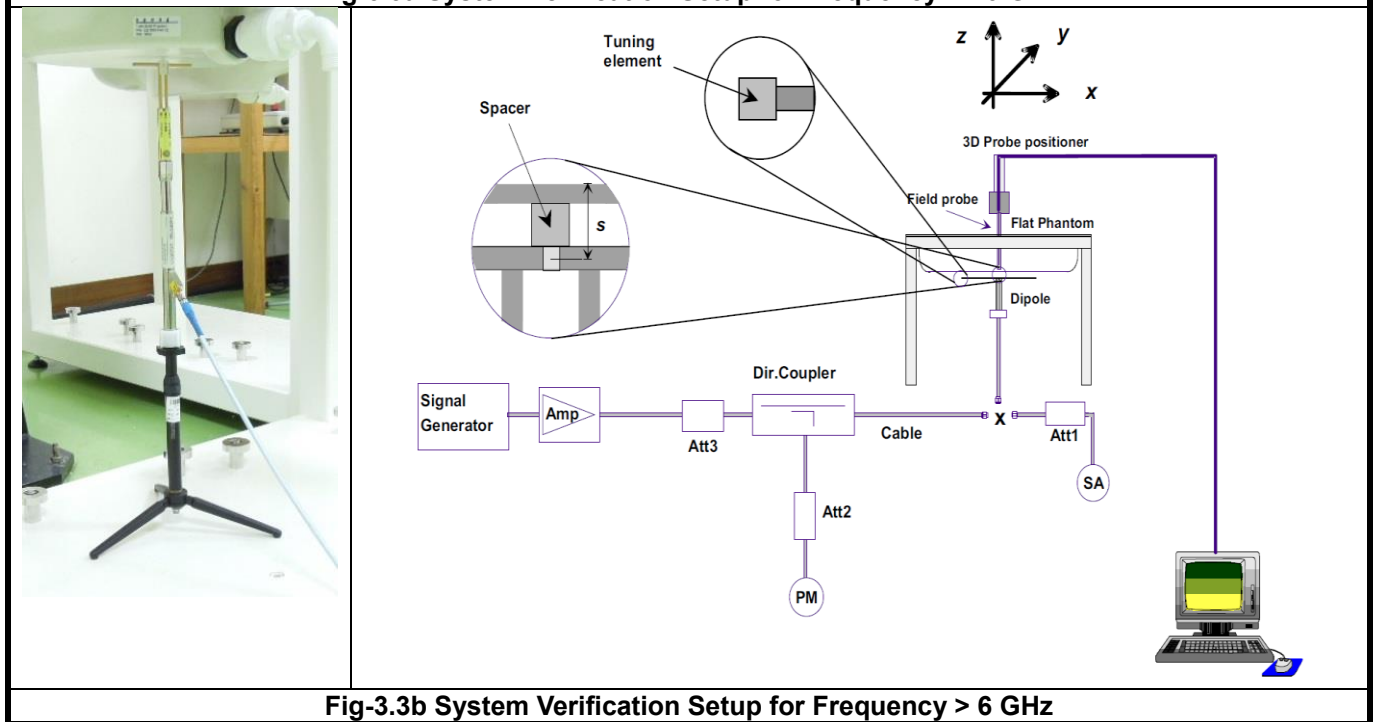 Tuning
element
z
y
x
Spacer
3D Probe positioner
s
Field probe
Flat Phantom
Dipole
Dir.Coupler
Signal
Generator
Amp
Att3
Cable
X
Att1
SA
Att2
PM
Fig-3.3b System Verification Setup for Frequency > 6 GHz